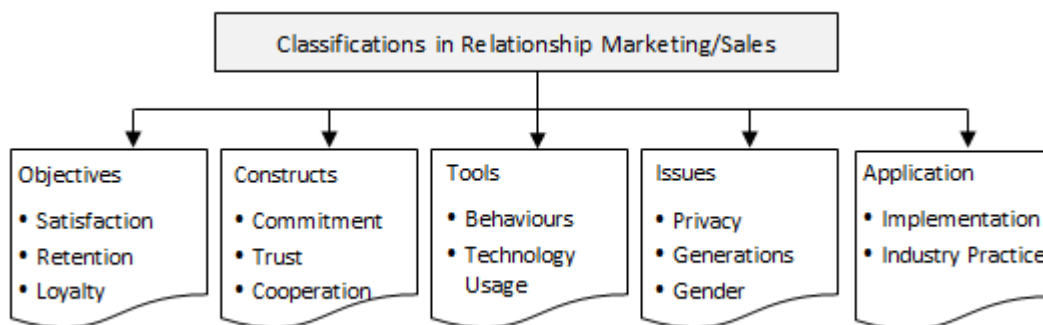 Classifications in Relationship Marketing/Sales
Objectives
• Satisfaction
• Retention
• Loyalty
Constructs
• Commitment
• Trust
• Cooperation
Tools
• Behaviours
• Technology
Usage
Issues
• Privacy
• Generations
• Gender
Application
• Implementation
• Industry Practice